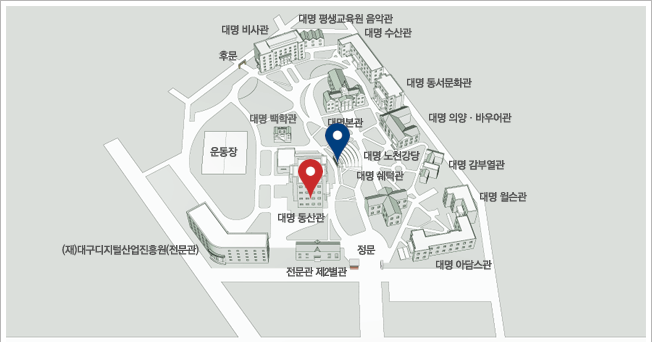 대명 평생교육원 음악관
대명 비사관
대명 수산관
후문
대명 동서문화관
대명본관
대명 백학관
대명 의양·바우어관
운동장
대명 노천강당
대명 감부열관
대명 쉐턱관
대명 윌슨관
대명 동산관
(재)대구디지털산업진흥원(전문관)
정문
전문관 제2별관
대명 아담스관